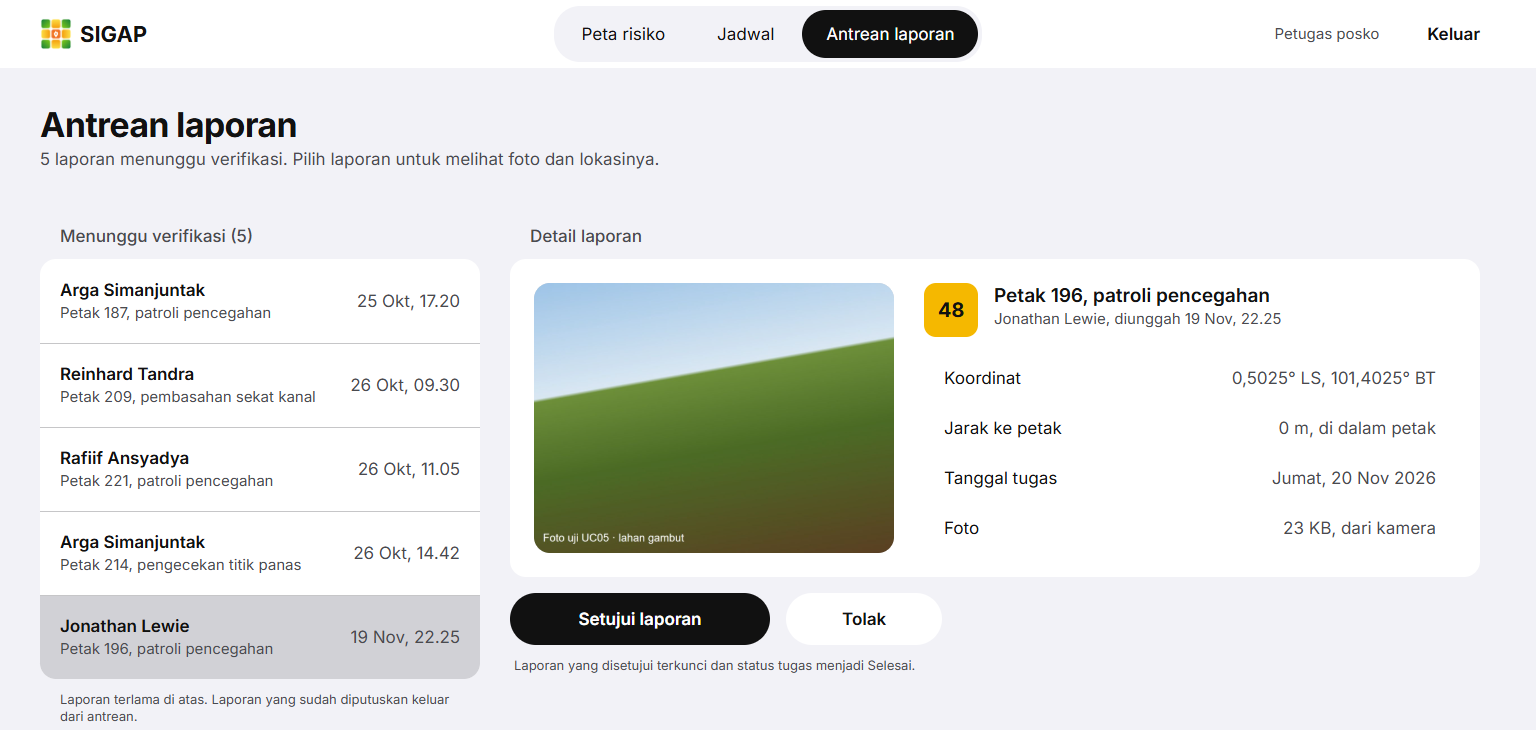 SIGAP
Peta risiko
Jadwal
Antrean laporan
Petugas posko
Keluar
Antrean laporan
5 laporan menunggu verifikasi. Pilih laporan untuk melihat foto dan lokasinya.
Menunggu verifikasi (5)
Arga Simanjuntak
Petak 187, patroli pencegahan
25 Okt, 17.20
Reinhard Tandra
Petak 209, pembasahan sekat kanal
26 Okt, 09.30
Rafiif Ansyadya
Petak 221, patroli pencegahan
26 Okt, 11.05
Arga Simanjuntak
Petak 214, pengecekan titik panas
26 Okt, 14.42
Jonathan Lewie
Petak 196, patroli pencegahan
19 Nov, 22.25
Laporan terlama di atas. Laporan yang sudah diputuskan keluar
dari antrean.
Detail laporan
Foto uji UC05 · lahan gambut
48
Petak 196, patroli pencegahan
Jonathan Lewie, diunggah 19 Nov, 22.25
Koordinat
0,5025° LS, 101,4025° BT
Jarak ke petak
0 m, di dalam petak
Tanggal tugas
Jumat, 20 Nov 2026
Foto
23 KB, dari kamera
Setujui laporan
Tolak
Laporan yang disetujui terkunci dan status tugas menjadi Selesai.